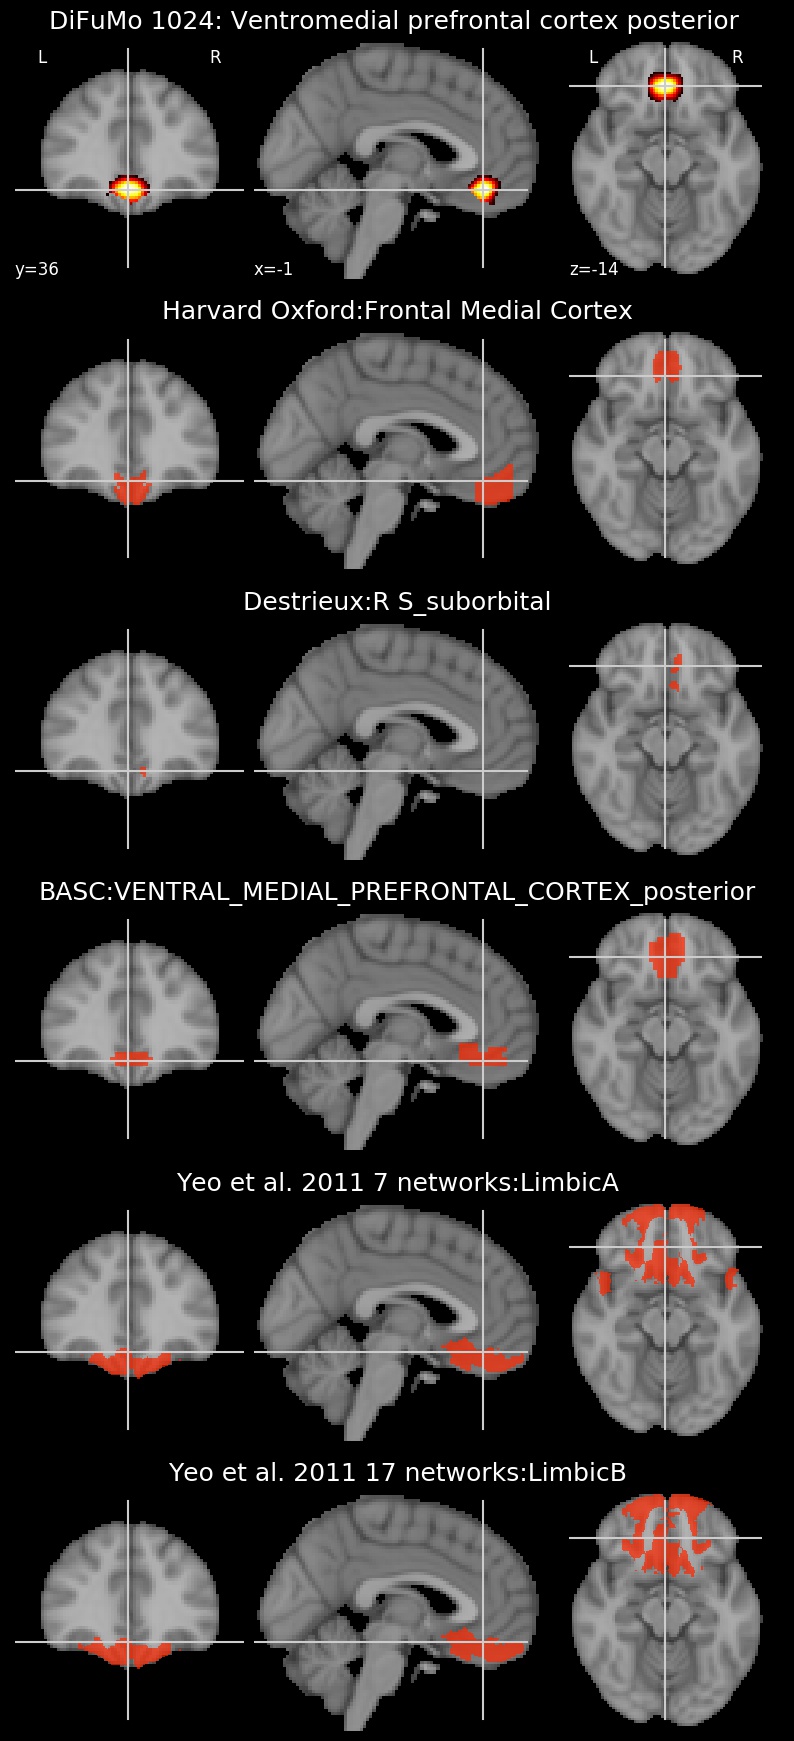 DiFuMo 1024: Ventromedial prefrontal cortex posterior
L R L R
y=36 x=-1 z=-14
Harvard Oxford:Frontal Medial Cortex
Destrieux:R S_suborbital
BASC:VENTRAL_MEDIAL_PREFRONTAL_CORTEX_posterior
Yeo et al. 2011 7 networks:LimbicA
Yeo et al. 2011 17 networks:LimbicB